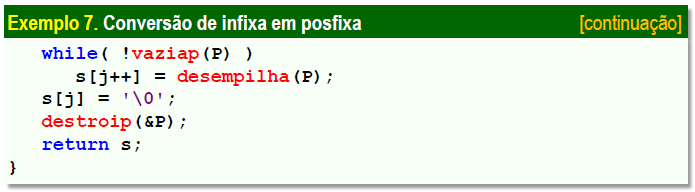 Exemplo 7. Conversão de infixa em posfixa [continuação]
while( !vaziap(P) )
s[j++] = desempilha(P);
s[j] = '\0';
destroip(&P);
return s;
}